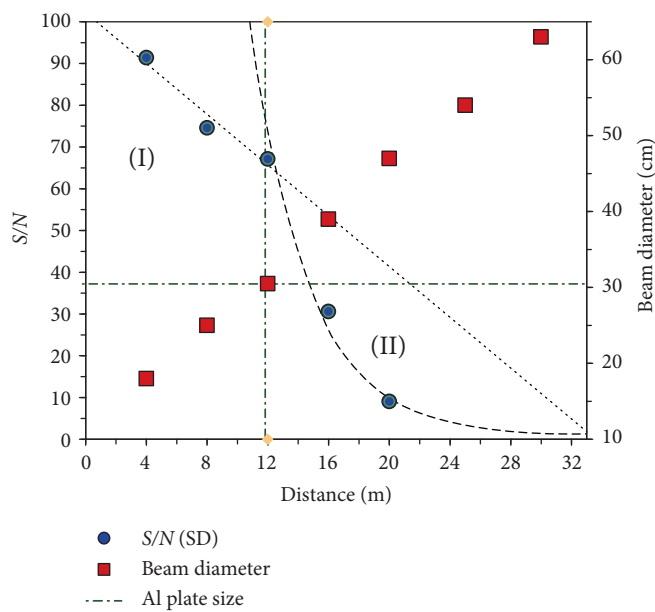 100
90
80
70
60
50
40
30
20
10
0
S/N
(I)
(II)
60
50
40
30
20
10
Beam diameter (cm)
0 4 8 12 16 20 24 28 32
Distance (m)
S/N (SD)
Beam diameter
Al plate size